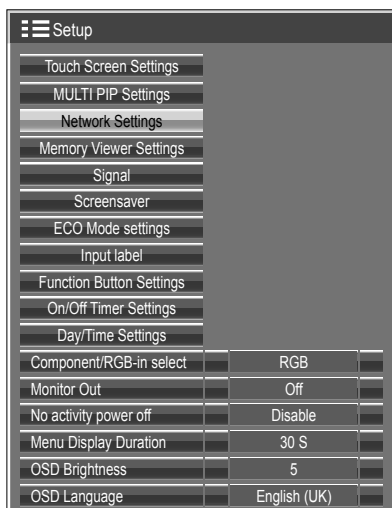 Setup
Touch Screen Settings
MULTI PIP Settings
Network Settings
Memory Viewer Settings
Signal
Screensaver
ECO Mode settings
Input label
Function Button Settings
On/Off Timer Settings
Day/Time Settings
Component/RGB-in select RGB
Monitor Out Off
No activity power off Disable
Menu Display Duration 30 S
OSD Brightness 5
OSD Language English (UK)